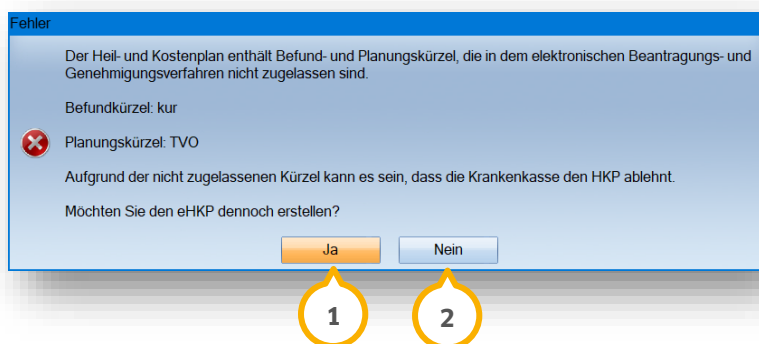 Fehler
Der Heil- und Kostenplan enthält Befund- und Planungskürzel, die in dem elektronischen Beantragungs- und
Genehmigungsverfahren nicht zugelassen sind.
Befundkürzel: kur
Planungskürzel: TVO
Aufgrund der nicht zugelassenen Kürzel kann es sein, dass die Krankenkasse den HKP ablehnt.
Möchten Sie den eHKP dennoch erstellen?
Ja Nein
1 2